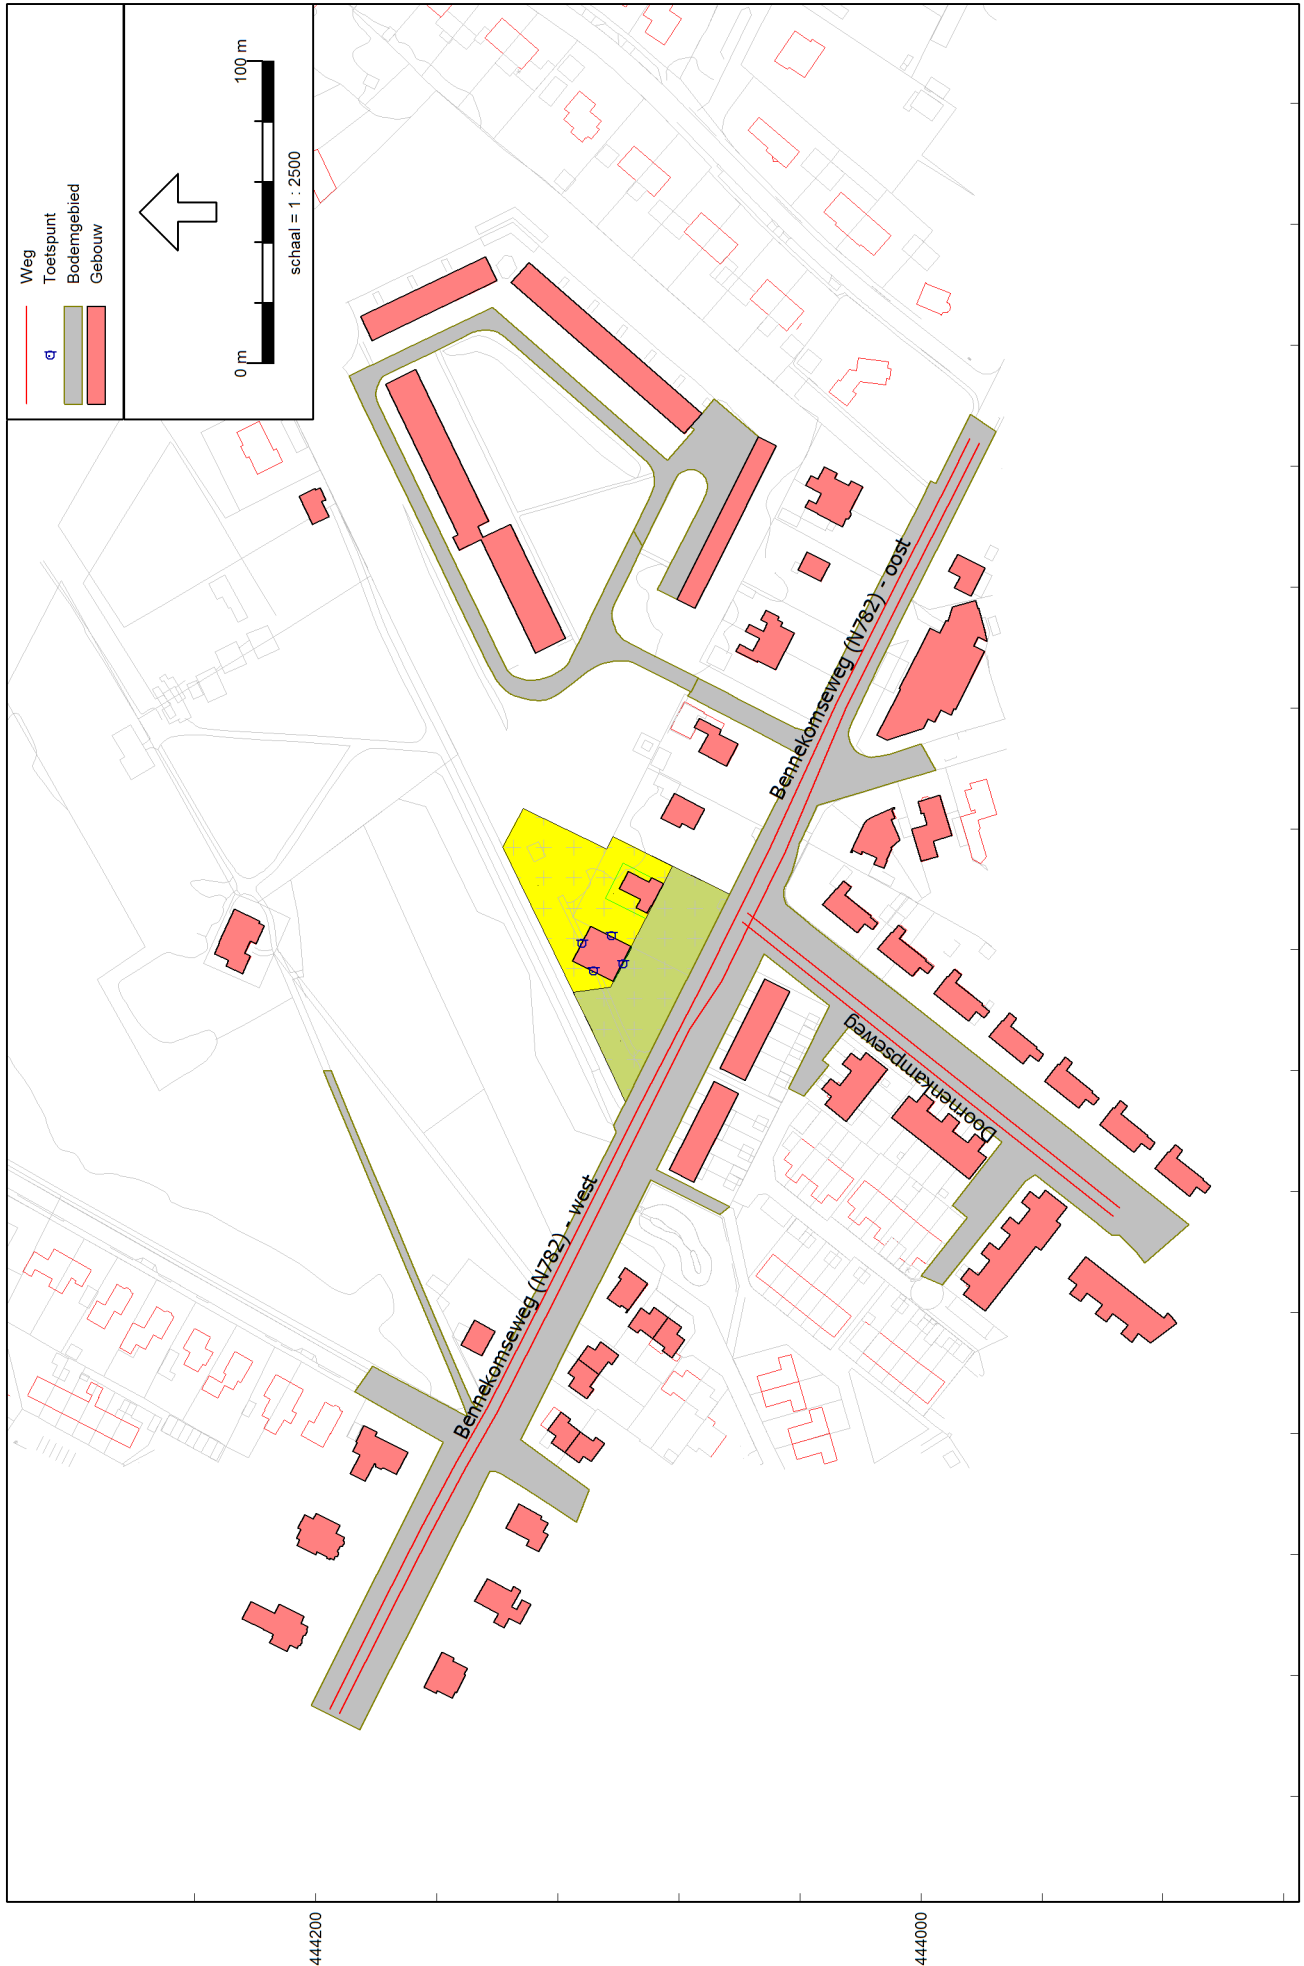 Weg
Toetspunt
Bodemgebied
Gebouw
0 m
100 m
schaal = 1 : 2500
Bennekomseweg (N782) - oost
Bennekomseweg (N782) - west
Doornenkampseweg
444200
444000